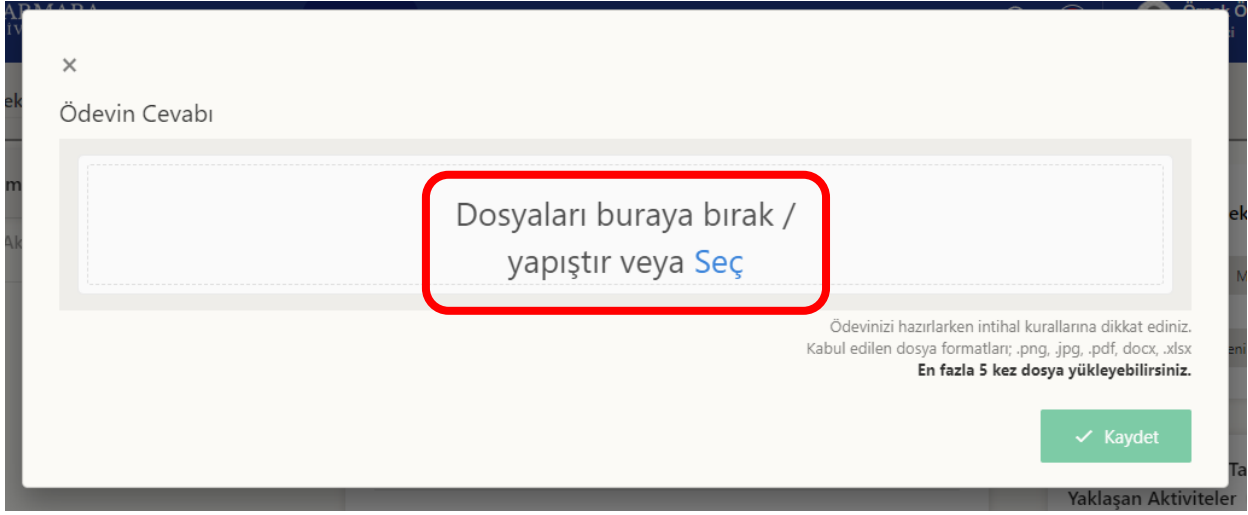 ×
Ödevin Cevabı
Dosyaları buraya bırak /
yapıştır veya Seç
Ödevinizi hazırlarken intihal kurallarına dikkat ediniz.
Kabul edilen dosya formatları; .png, .jpg, .pdf, docx, .xlsx
En fazla 5 kez dosya yükleyebilirsiniz.
Kaydet
Yaklaşan Aktiviteler